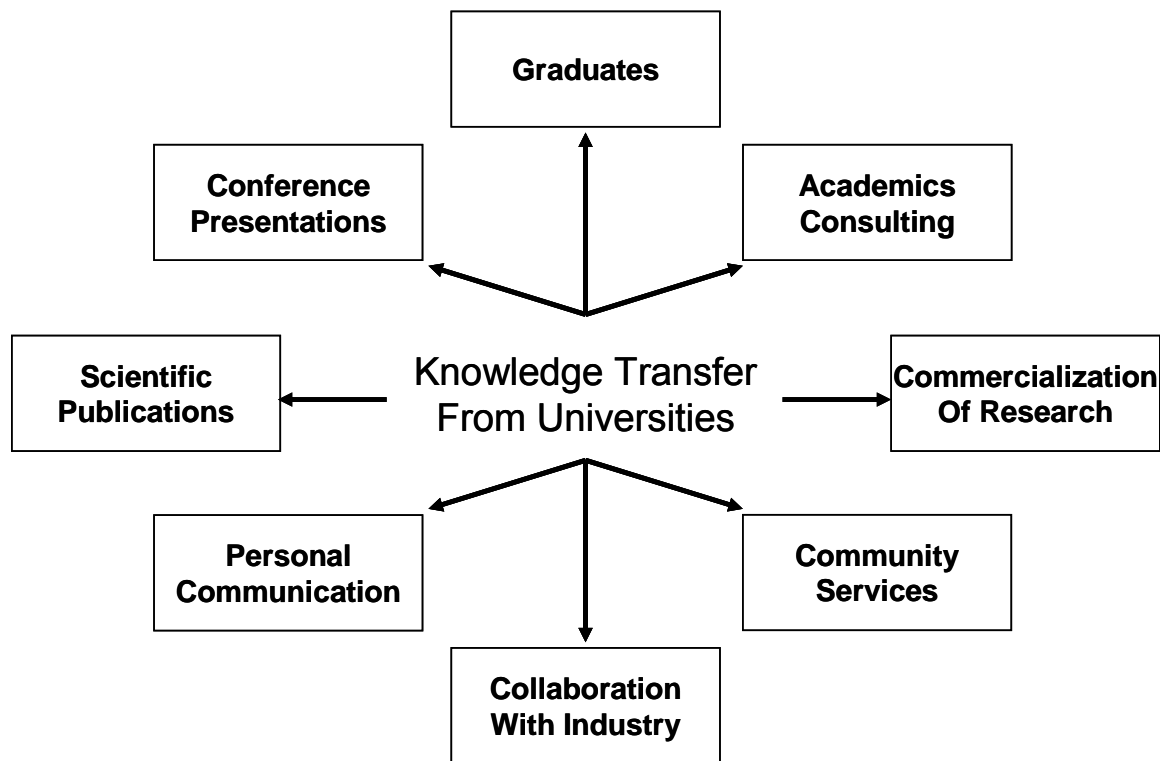 Graduates
Conference
Presentations
Academics
Consulting
Scientific
Publications
Knowledge Transfer
From Universities
Commercialization
Of Research
Personal
Communication
Community
Services
Collaboration
With Industry